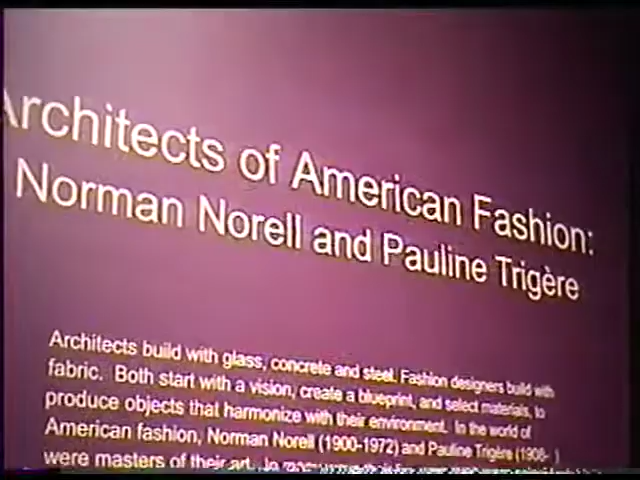 Architects of American Fashion:
Norman Norell and Pauline Trigère
Architects build with glass, concrete and steel. Fashion designers build with
fabric. Both start with a vision, create a blueprint, and select materials, to
produce objects that harmonize with their environment. In the world of
American fashion, Norman Norell (1900-1972) and Pauline Trigère (1908- )
were masters of their art. In